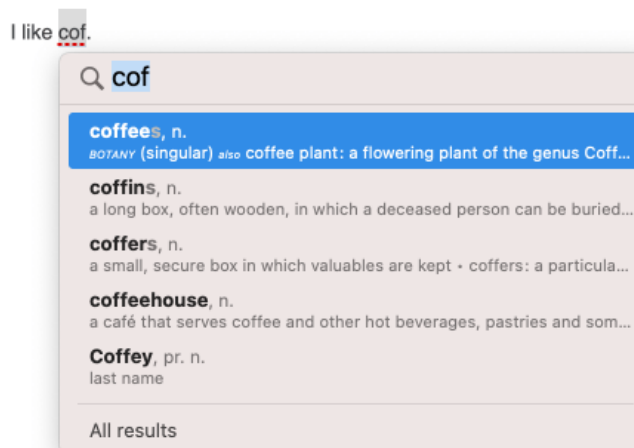 I like cof.
cof
coffees, n.
BOTANY (singular) also coffee plant: a flowering plant of the genus Coff...
coffins, n.
a long box, often wooden, in which a deceased person can be buried...
coffers, n.
a small, secure box in which valuables are kept • coffers: a particula...
coffeehouse, n.
a café that serves coffee and other hot beverages, pastries and som...
Coffey, pr. n.
last name
All results